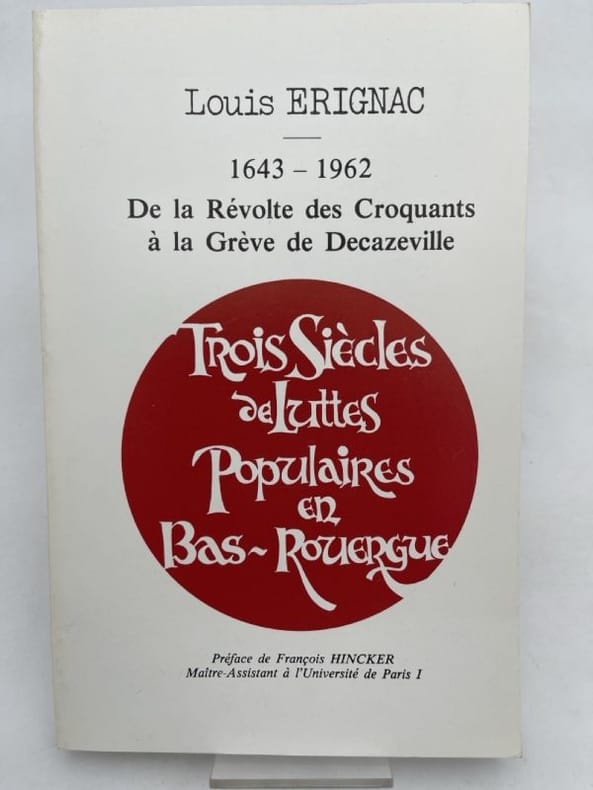 Louis ERIGNAC
1643 – 1962
De la Révolte des Croquants
à la Grève de Decazeville
Trois Siècles
de Luttes
Populaires
en
Bas~Rouergue
Préface de François HINCKER
Maître-Assistant à l'Université de Paris I